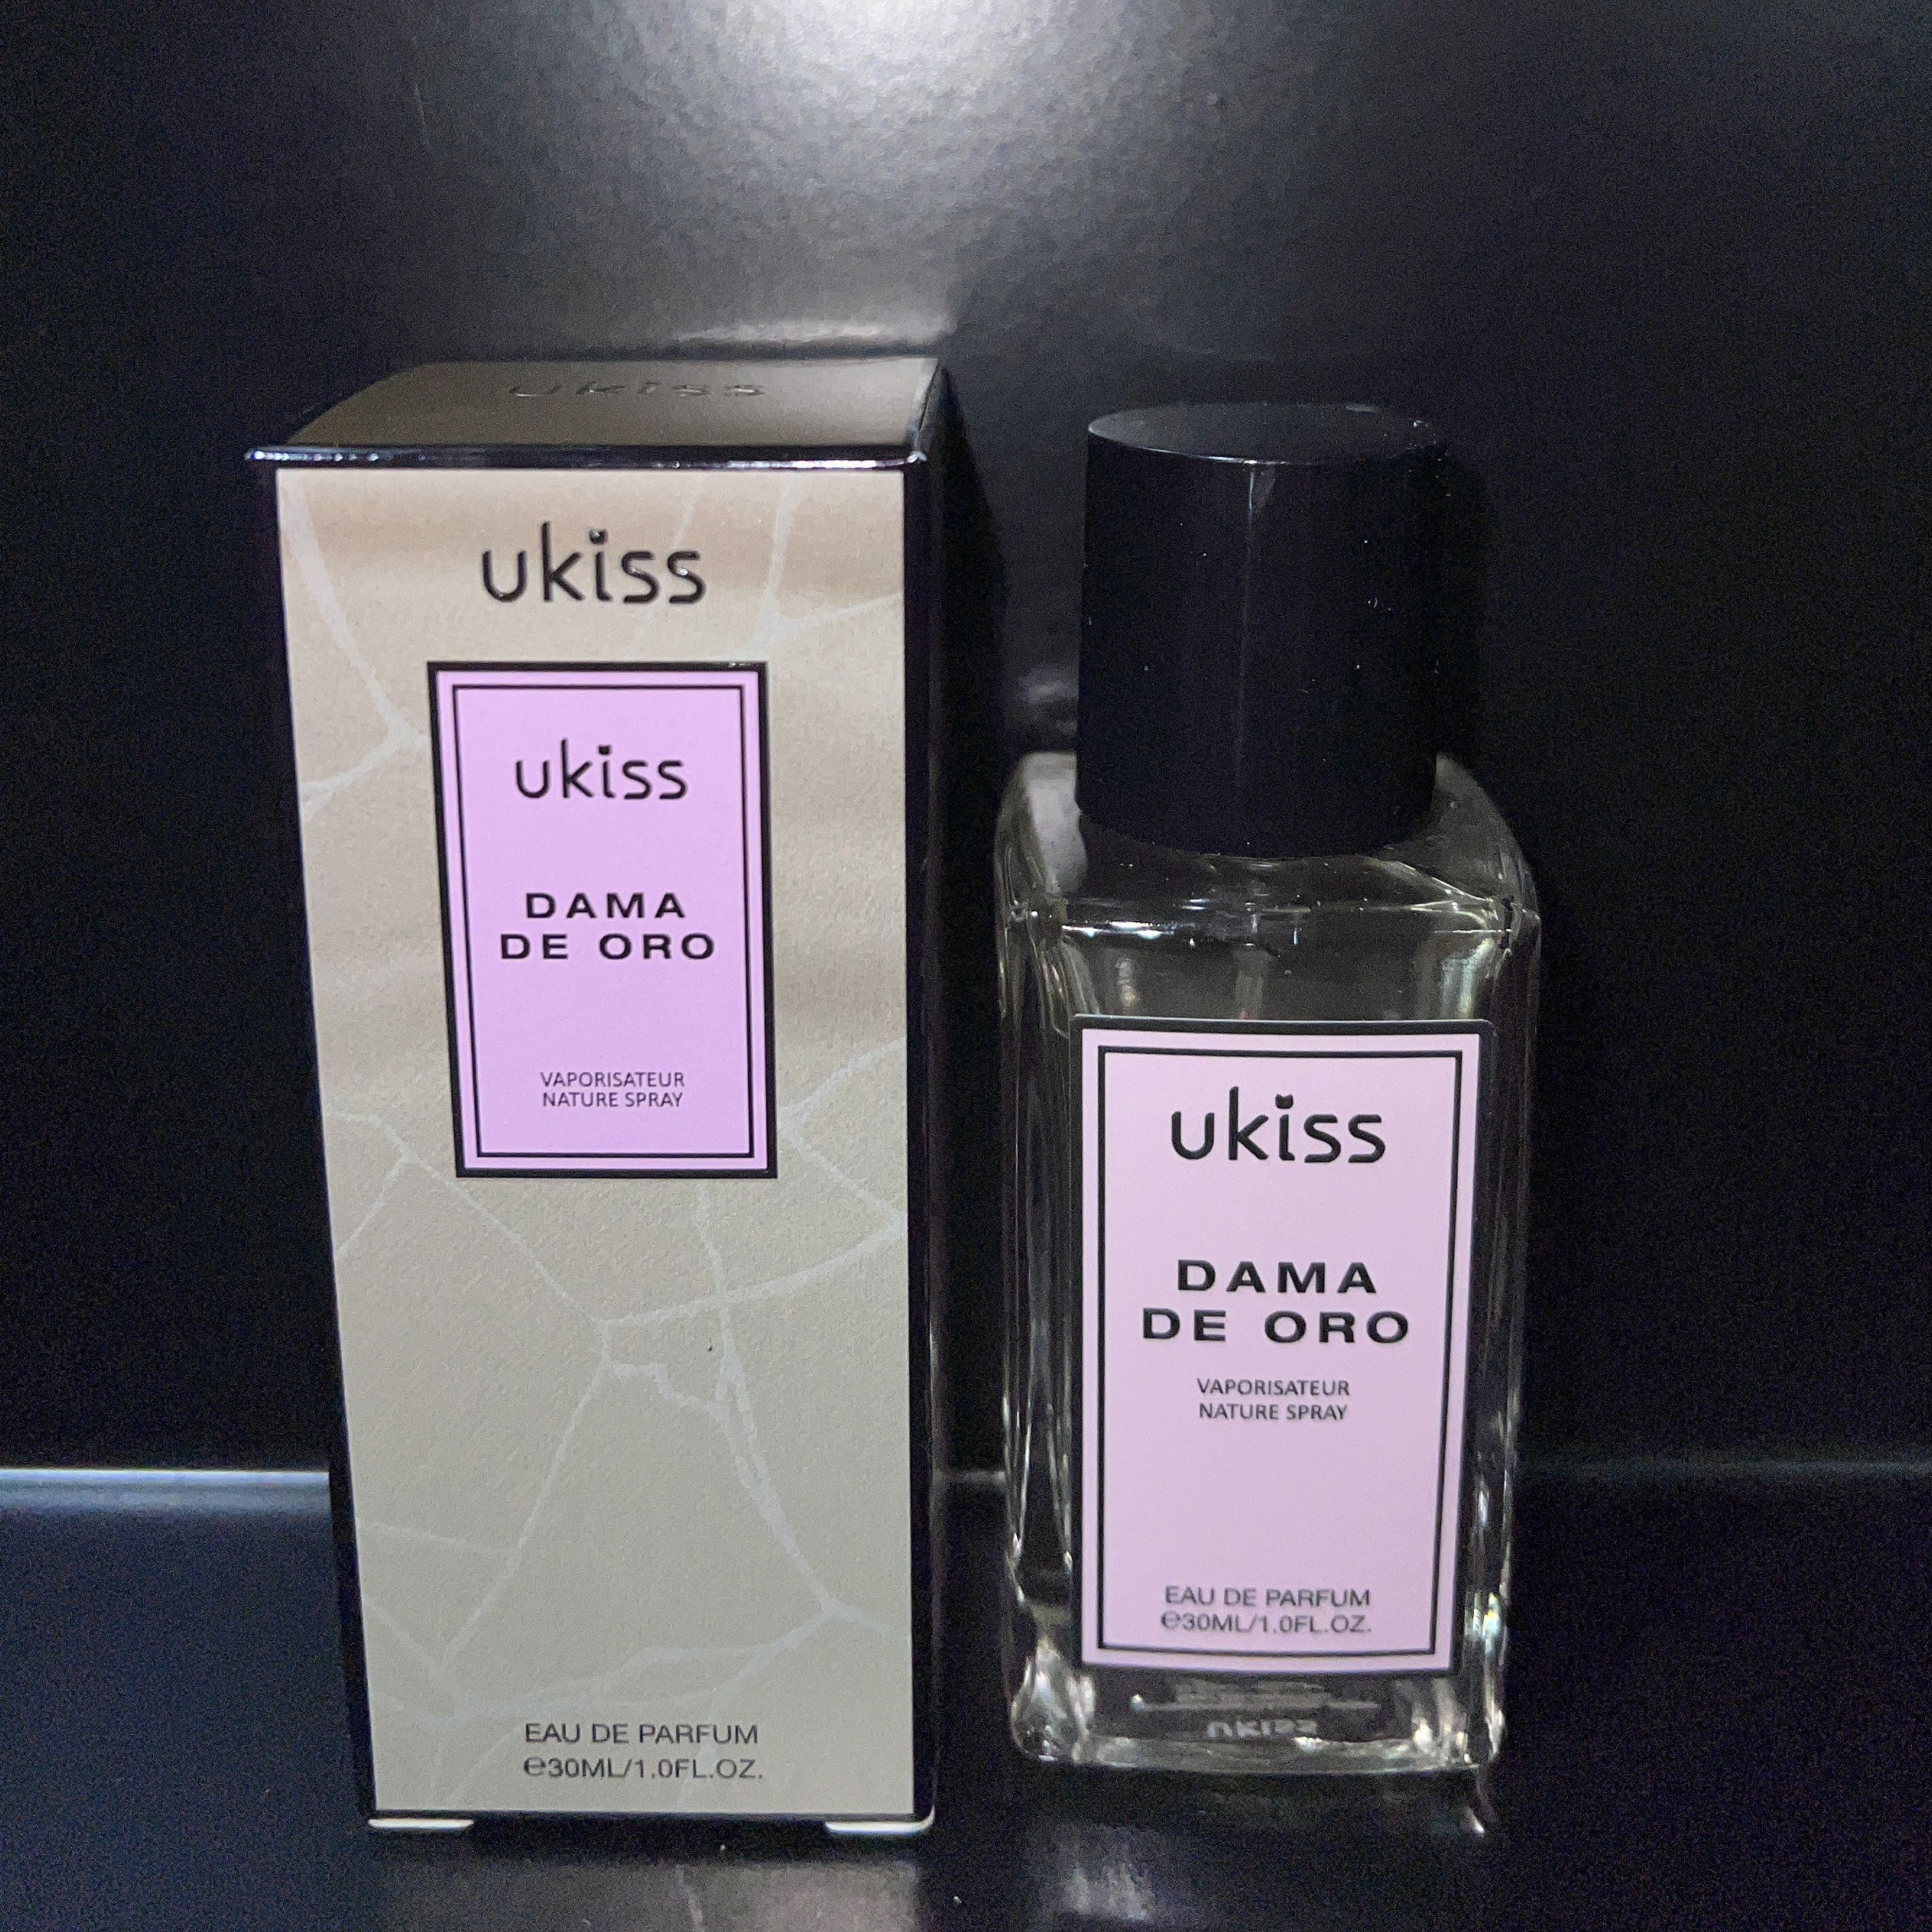 ukiss
ukiss
ukiss
DAMA
DE ORO
VAPORISATEUR
NATURE SPRAY
EAU DE PARFUM
℮30ML/1.0FL.OZ.
ukiss
DAMA
DE ORO
VAPORISATEUR
NATURE SPRAY
EAU DE PARFUM
℮30ML/1.0FL.OZ.